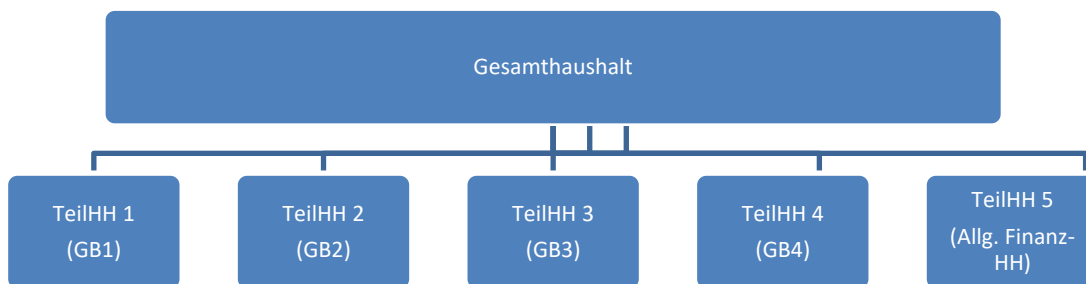 Gesamthaushalt
TeilHH 1
(GB1)
TeilHH 2
(GB2)
TeilHH 3
(GB3)
TeilHH 4
(GB4)
TeilHH 5
(Allg. Finanz-
HH)